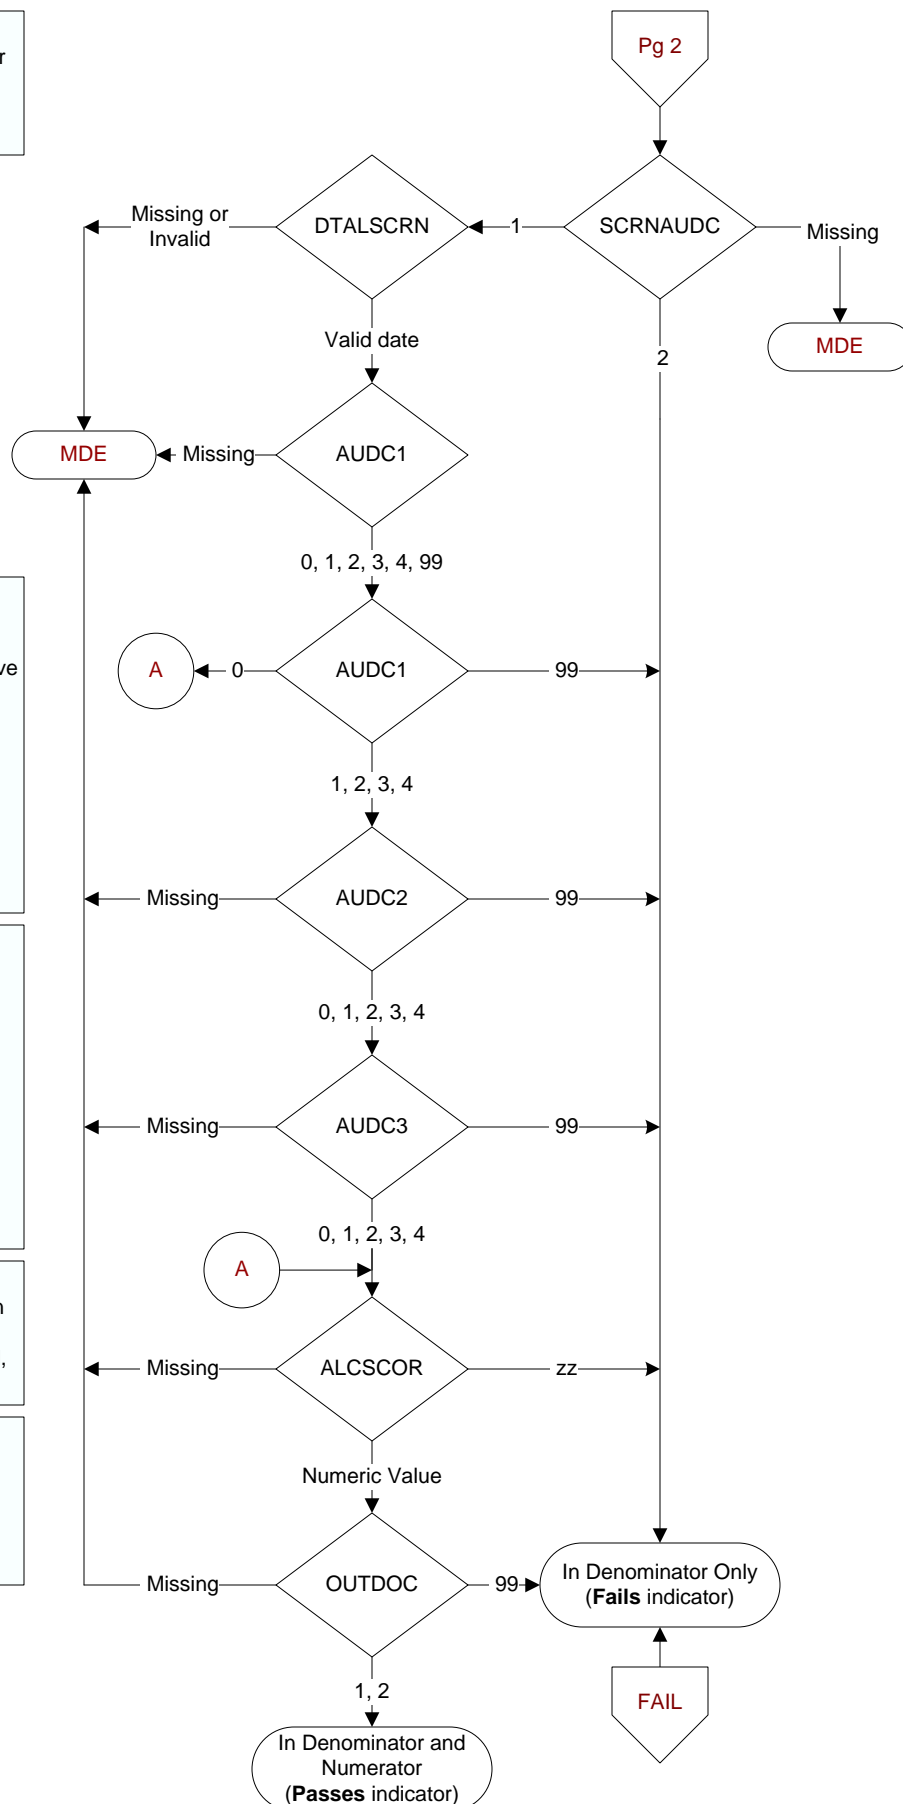 r
Pg 2
Missing or
Invalid
DTALSCRN
1
SCRNAUDC
Missing
Valid date
MDE
2
MDE
Missing
AUDC1
0, 1, 2, 3, 4, 99
ve
A
0
AUDC1
99
1, 2, 3, 4
Missing
AUDC2
99
0, 1, 2, 3, 4
Missing
AUDC3
99
0, 1, 2, 3, 4
A
n
,
Missing
ALCSCOR
zz
Numeric Value
Missing
OUTDOC
99
In Denominator Only
(Fails indicator)
1, 2
FAIL
In Denominator and
Numerator
(Passes indicator)